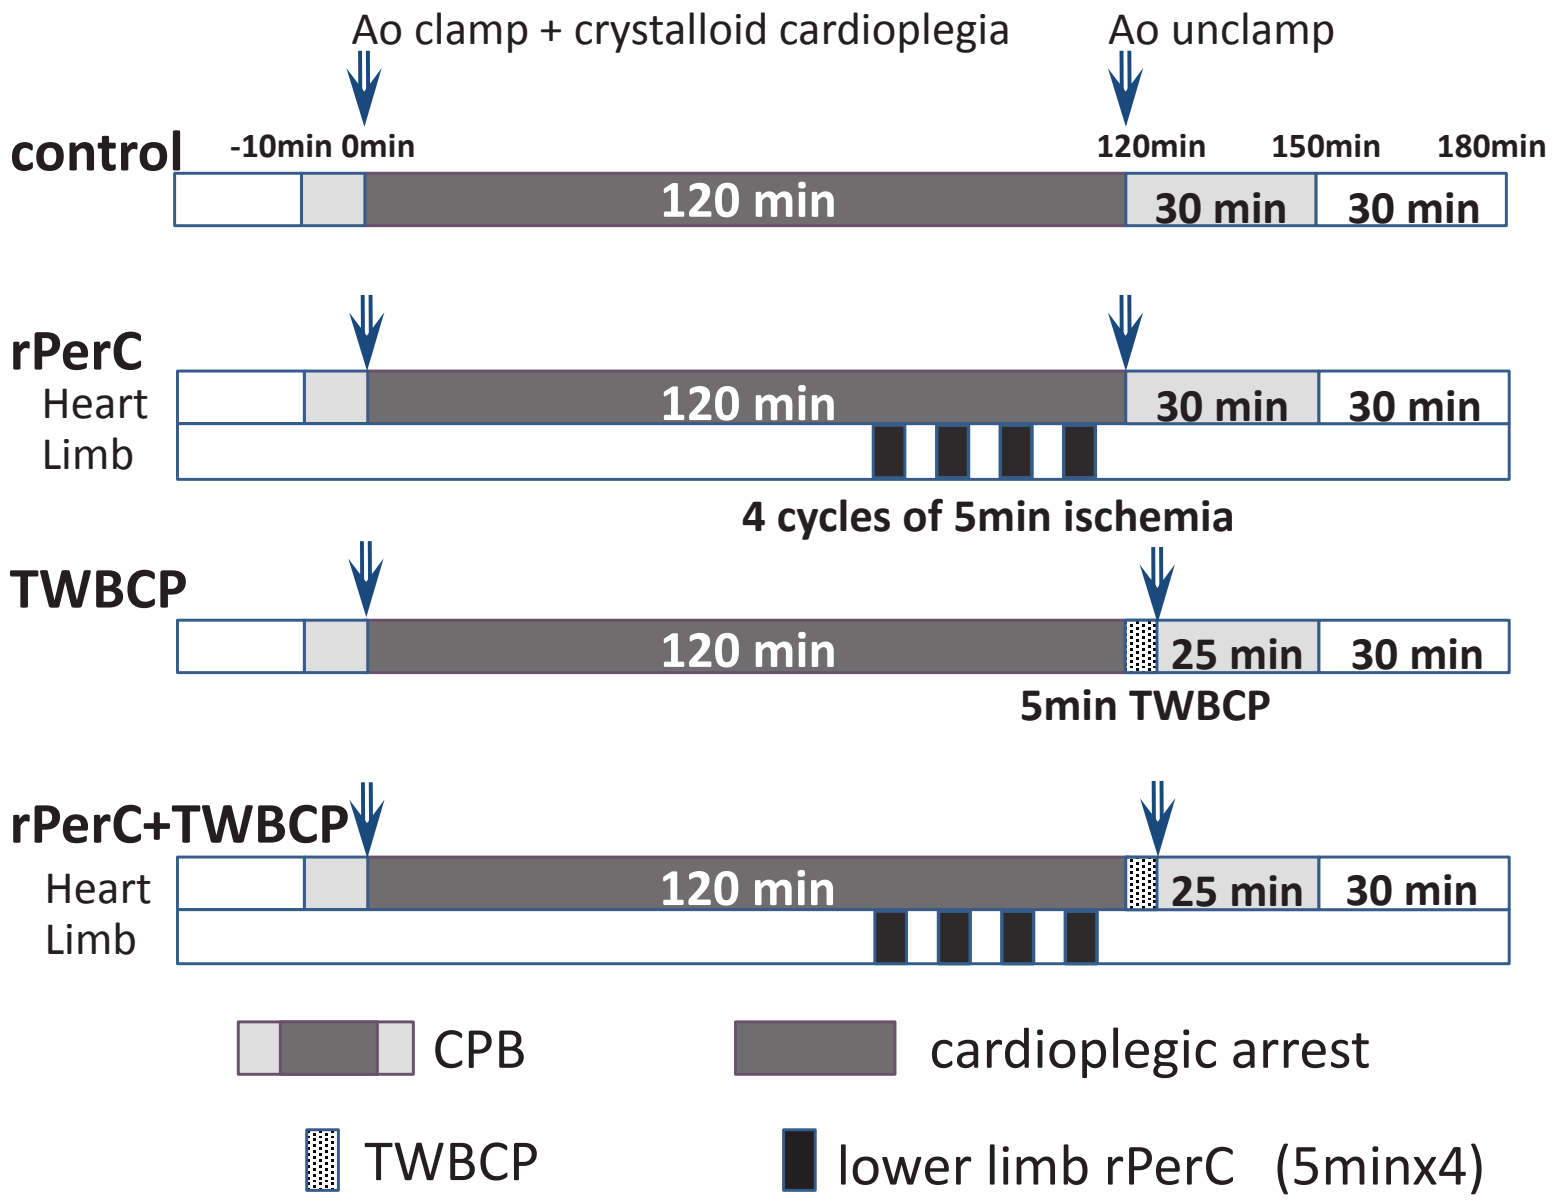 Ao clamp + crystalloid cardioplegia Ao unclamp
control -10min 0min 120min 150min 180min
120 min 30 min 30 min
rPerC
Heart 120 min 30 min 30 min
Limb
4 cycles of 5min ischemia
TWBCP
120 min 25 min 30 min
5min TWBCP
rPerC+TWBCP
Heart 120 min 25 min 30 min
Limb
CPB cardioplegic arrest
TWBCP lower limb rPerC (5minx4)